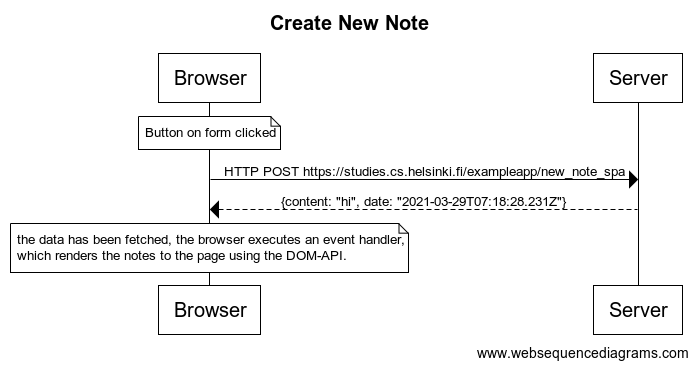 Create New Note
Browser
Server
Button on form clicked
HTTP POST https://studies.cs.helsinki.fi/exampleapp/new_note_spa
{content: "hi", date: "2021-03-29T07:18:28.231Z"}
the data has been fetched, the browser executes an event handler,
which renders the notes to the page using the DOM-API.
Browser
Server
www.websequencediagrams.com